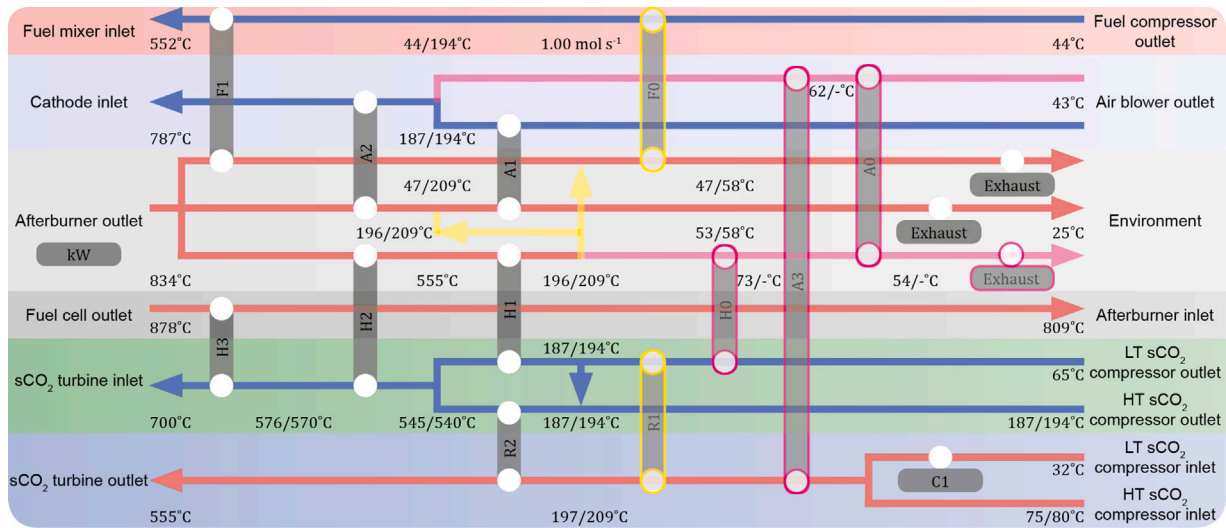 Fuel mixer inlet
552°C
44/194°C
1.00 mol s⁻¹
44°C
Fuel compressor
outlet
F1
F0
Cathode inlet
787°C
187/194°C
62/-°C
43°C
Air blower outlet
A2
A1
A3
A0
47/209°C
47/58°C
Exhaust
Afterburner outlet
kW
834°C
196/209°C
53/58°C
Exhaust
25°C
Environment
555°C
196/209°C
73/-°C
54/-°C
Exhaust
H2
H1
H0
Fuel cell outlet
878°C
809°C
Afterburner inlet
H3
187/194°C
65°C
LT sCO₂
compressor outlet
sCO₂ turbine inlet
700°C
576/570°C
545/540°C
187/194°C
187/194°C
HT sCO₂
compressor outlet
R2
R1
C1
32°C
LT sCO₂
compressor inlet
sCO₂ turbine outlet
555°C
197/209°C
75/80°C
HT sCO₂
compressor inlet